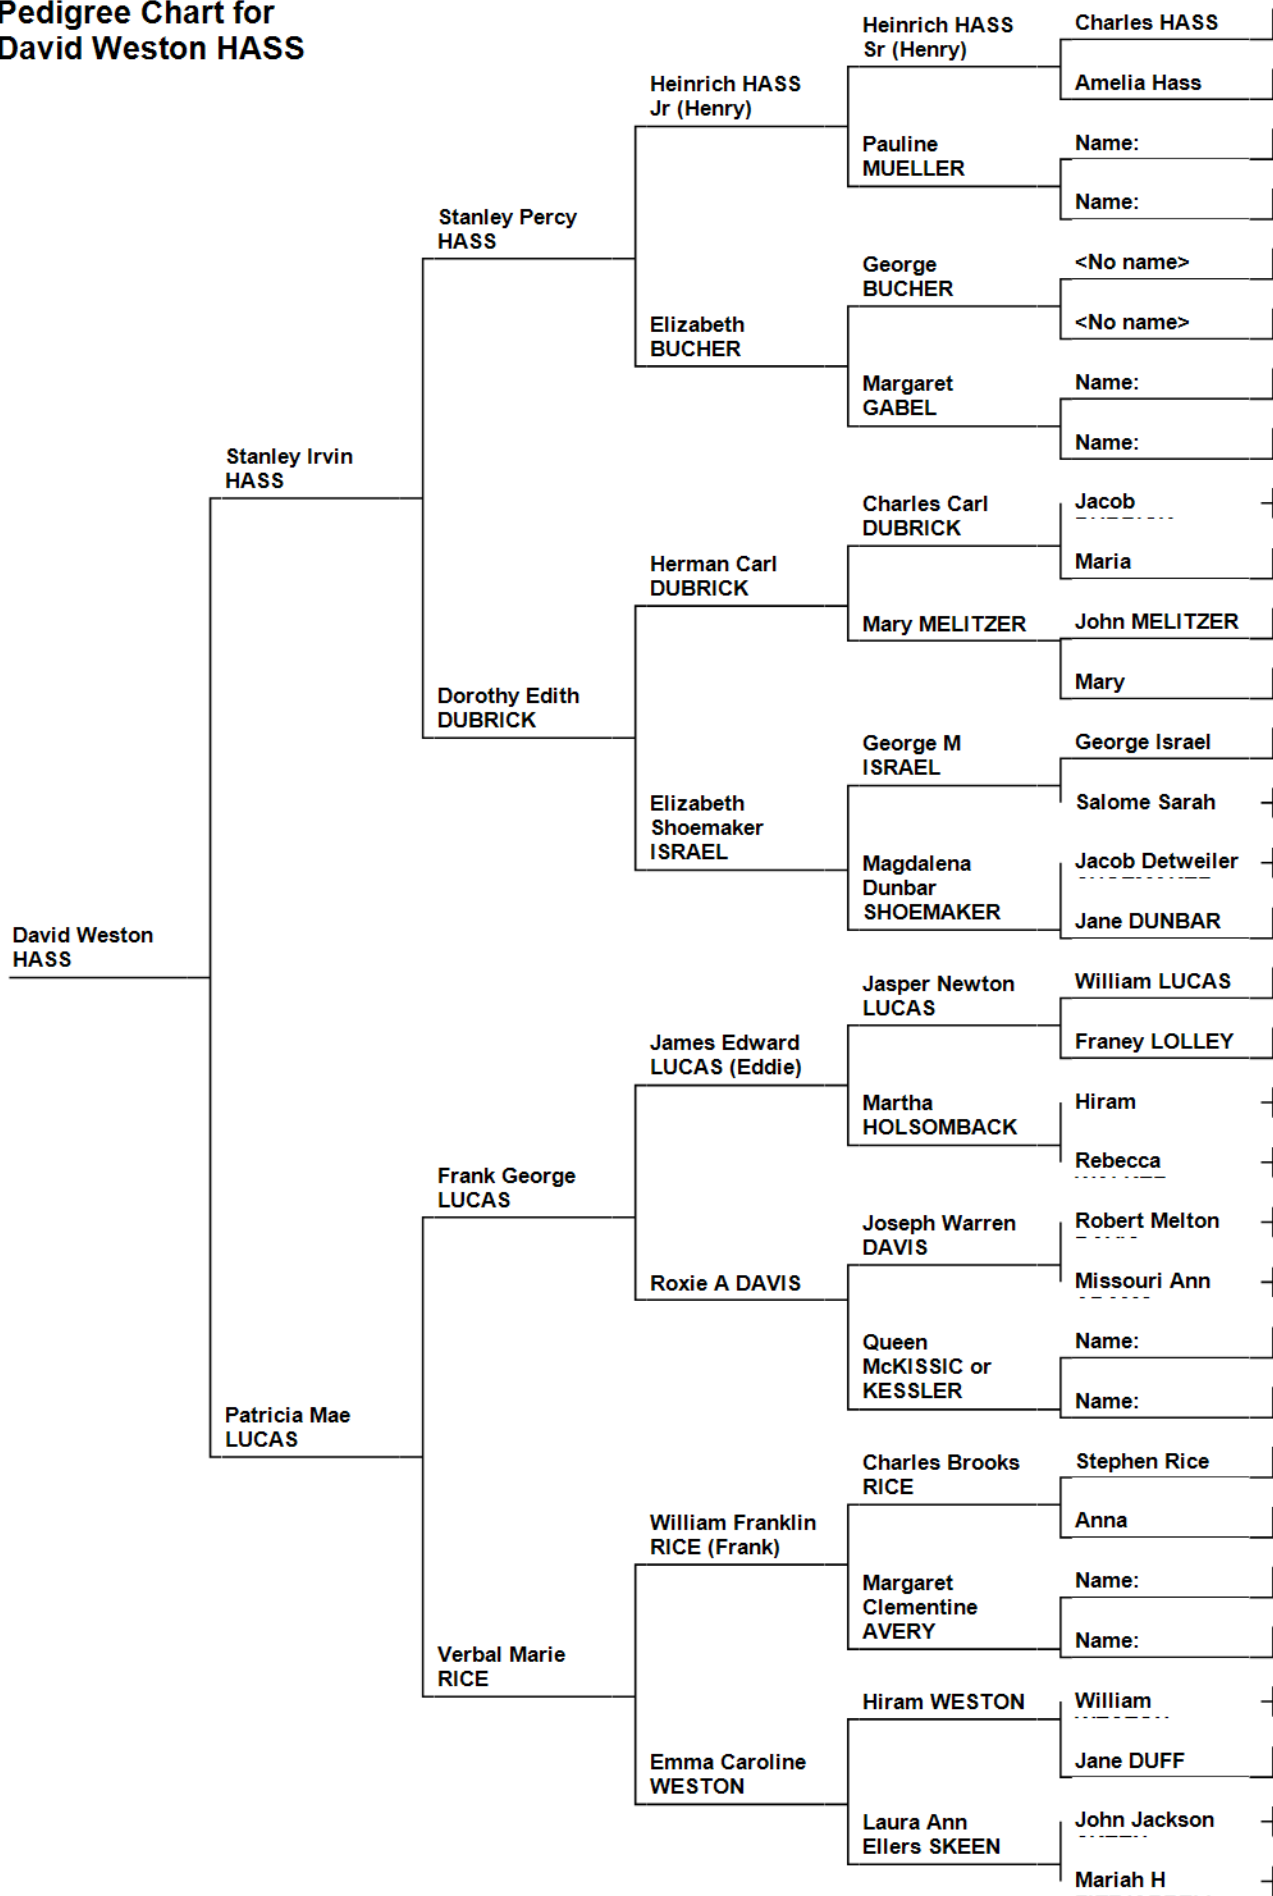 Pedigree Chart for
David Weston HASS
David Weston
HASS
Stanley Irvin
HASS
Patricia Mae
LUCAS
Stanley Percy
HASS
Dorothy Edith
DUBRICK
Frank George
LUCAS
Verbal Marie
RICE
Heinrich HASS
Jr (Henry)
Elizabeth
BUCHER
Herman Carl
DUBRICK
Elizabeth
Shoemaker
ISRAEL
James Edward
LUCAS (Eddie)
Roxie A DAVIS
William Franklin
RICE (Frank)
Emma Caroline
WESTON
Heinrich HASS
Sr (Henry)
Pauline
MUELLER
George
BUCHER
Margaret
GABEL
Charles Carl
DUBRICK
Mary MELITZER
George M
ISRAEL
Magdalena
Dunbar
SHOEMAKER
Jasper Newton
LUCAS
Martha
HOLSOMBACK
Joseph Warren
DAVIS
Queen
McKISSIC or
KESSLER
Charles Brooks
RICE
Margaret
Clementine
AVERY
Hiram WESTON
Laura Ann
Ellers SKEEN
Charles HASS
Amelia Hass
Name:
Name:
<No name>
<No name>
Name:
Name:
Jacob
Maria
John MELITZER
Mary
George Israel
Salome Sarah
Jacob Detweiler
Jane DUNBAR
William LUCAS
Franey LOLLEY
Hiram
Rebecca
Robert Melton
Missouri Ann
Name:
Name:
Stephen Rice
Anna
Name:
Name:
William
Jane DUFF
John Jackson
Mariah H